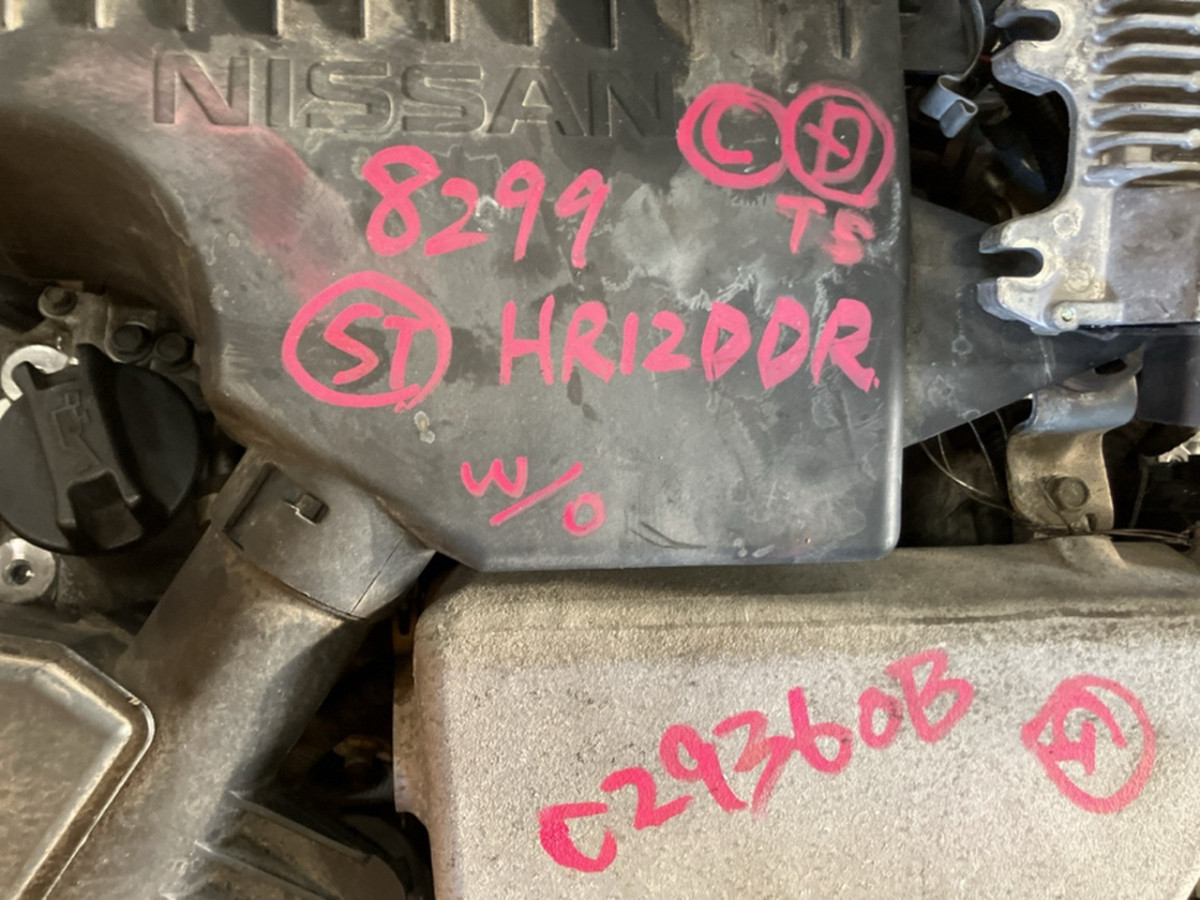 NISSAN
C D
8299 TS
ST HR12DDR
W/O
C29360B